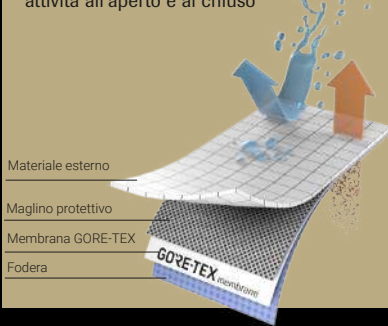 attività all'aperto e al chiuso
Materiale esterno
Maglino protettivo
Membrana GORE-TEX
Fodera
GORE-TEX membrane